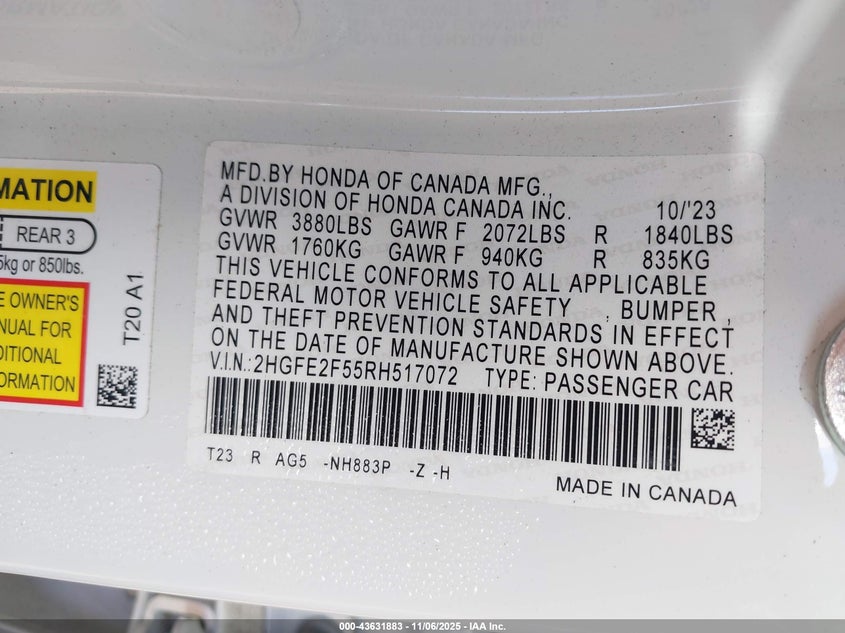 MATION
REAR 3
5kg or 850lbs.
E OWNER'S
NUAL FOR
DITIONAL
FORMATION
T20 A1
MFD.BY HONDA OF CANADA MFG.,
A DIVISION OF HONDA CANADA INC. 10/'23
GVWR 3880LBS GAWR F 2072LBS R 1840LBS
GVWR 1760KG GAWR F 940KG R 835KG
THIS VEHICLE CONFORMS TO ALL APPLICABLE
FEDERAL MOTOR VEHICLE SAFETY , BUMPER ,
AND THEFT PREVENTION STANDARDS IN EFFECT
ON THE DATE OF MANUFACTURE SHOWN ABOVE.
V.I.N.:2HGFE2F55RH517072 TYPE: PASSENGER CAR
T23 R AG5 -NH883P -Z -H
MADE IN CANADA
000-43631883 - 11/06/2025 - IAA Inc.